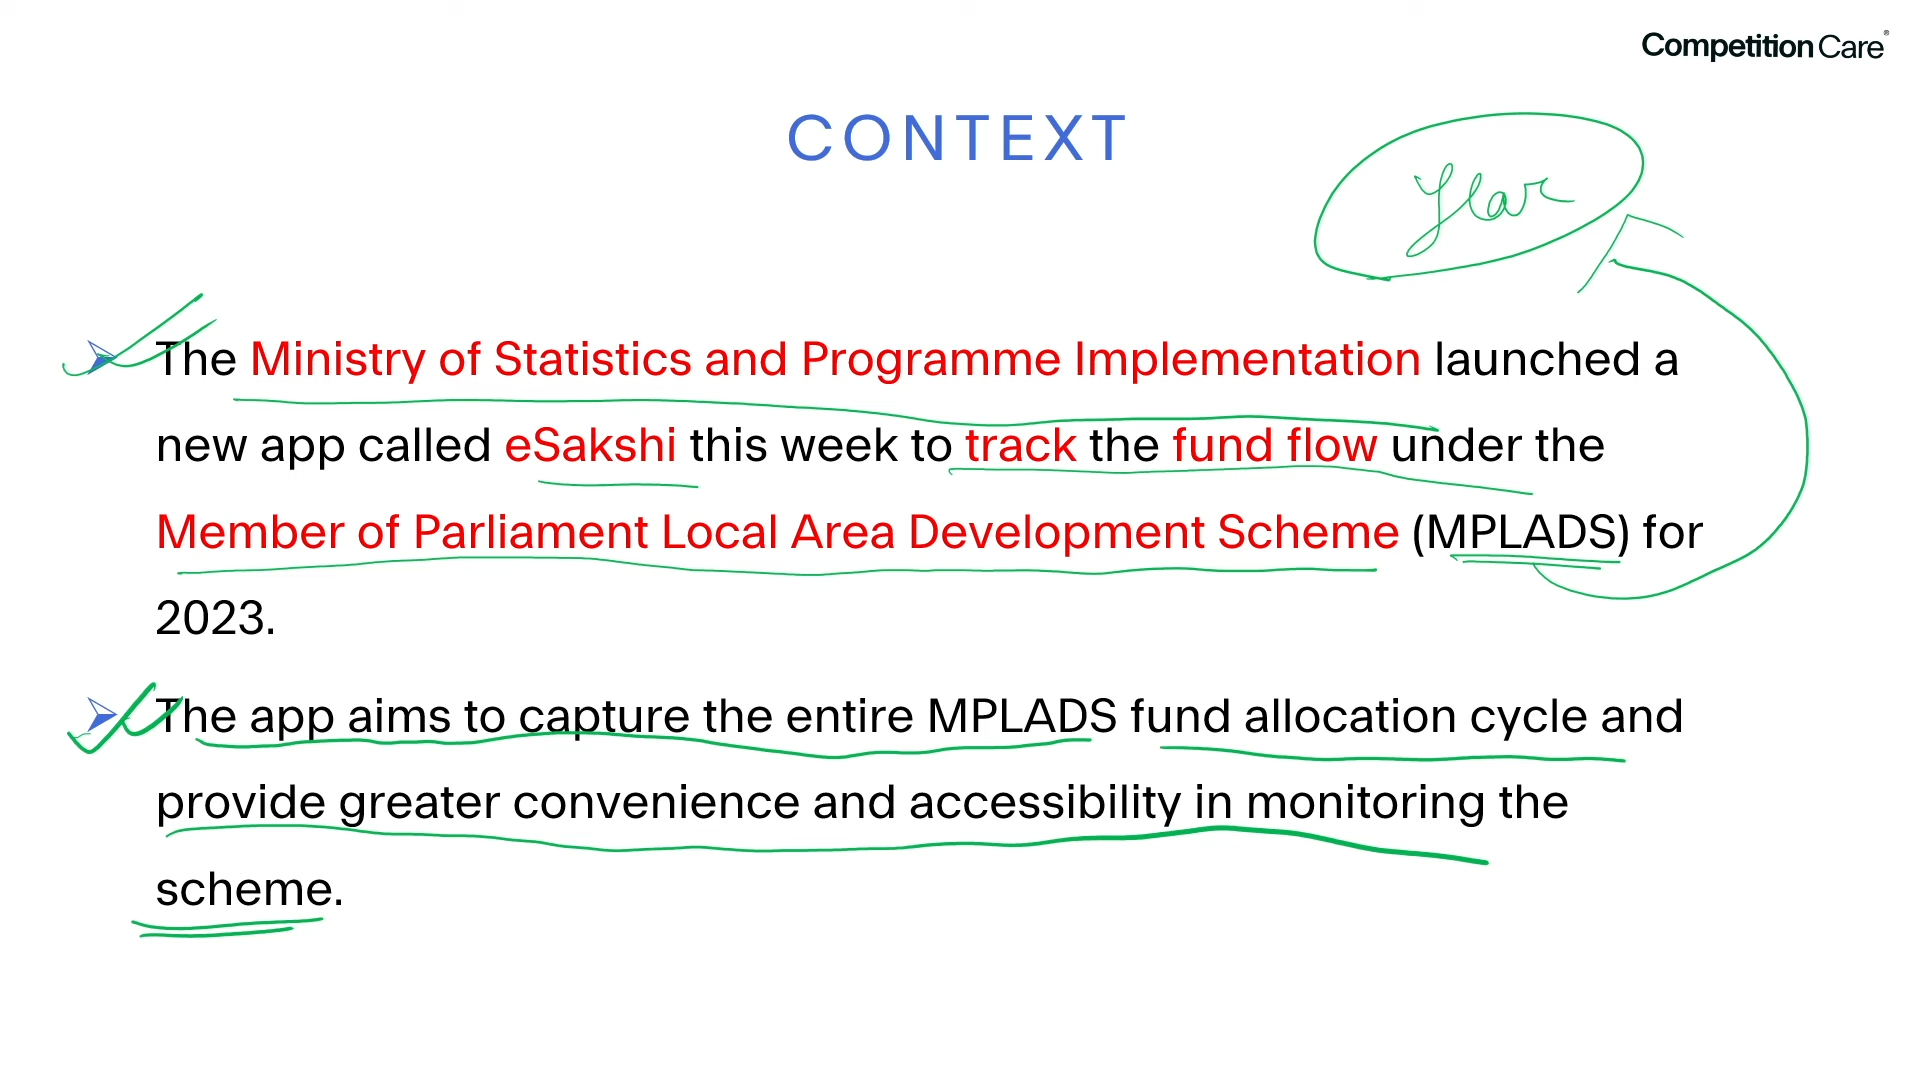 Competition Care®
CONTEXT
Year
The Ministry of Statistics and Programme Implementation launched a
new app called eSakshi this week to track the fund flow under the
Member of Parliament Local Area Development Scheme (MPLADS) for
2023.
The app aims to capture the entire MPLADS fund allocation cycle and
provide greater convenience and accessibility in monitoring the
scheme.